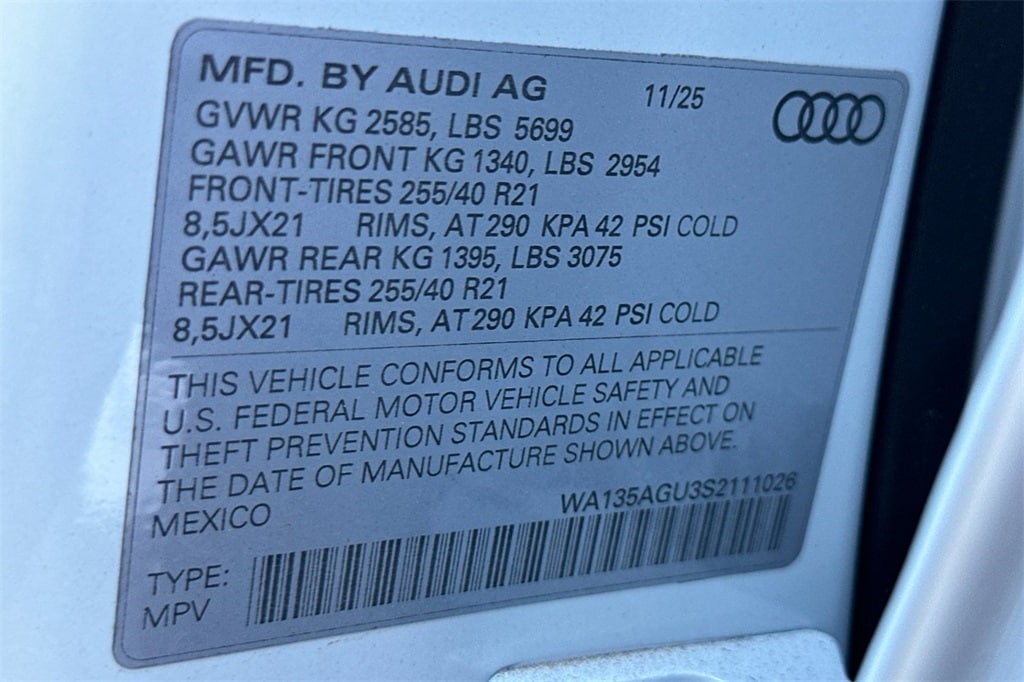 MFD. BY AUDI AG 11/25
GVWR KG 2585, LBS 5699
GAWR FRONT KG 1340, LBS 2954
FRONT-TIRES 255/40 R21
8,5JX21 RIMS, AT 290 KPA 42 PSI COLD
GAWR REAR KG 1395, LBS 3075
REAR-TIRES 255/40 R21
8,5JX21 RIMS, AT 290 KPA 42 PSI COLD
THIS VEHICLE CONFORMS TO ALL APPLICABLE
U.S. FEDERAL MOTOR VEHICLE SAFETY AND
THEFT PREVENTION STANDARDS IN EFFECT ON
THE DATE OF MANUFACTURE SHOWN ABOVE.
MEXICO WA135AGU3S2111026
TYPE:
MPV